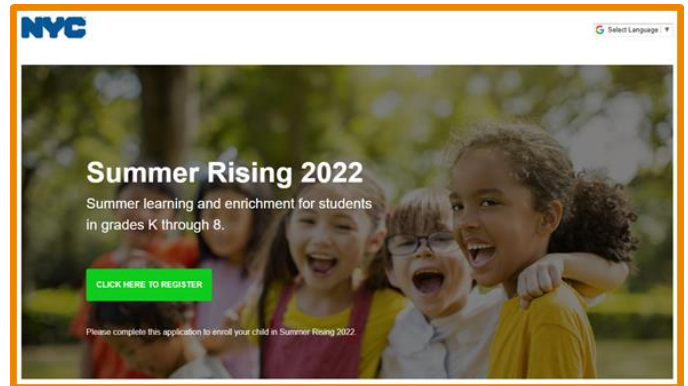 NYC
Select Language ▼
Summer Rising 2022
Summer learning and enrichment for students
in grades K through 8.
CLICK HERE TO REGISTER
Please complete this application to enroll your child in Summer Rising 2022.